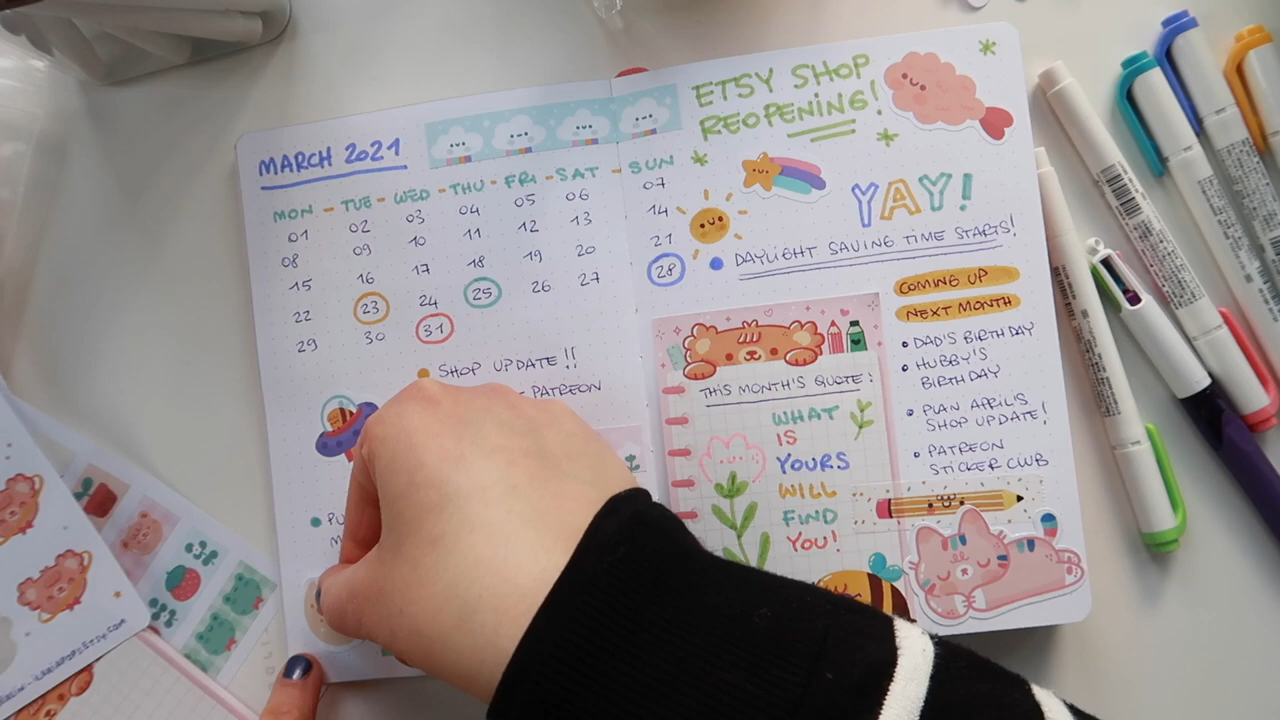 MARCH 2021
MON - TUE - WED - THU - FRI - SAT - SUN
01 02 03 04 05 06 07
08 09 10 11 12 13 14
15 16 17 18 19 20 21
22 23 24 25 26 27 28
29 30 31
SHOP UPDATE!!
PATREON
ETSY SHOP
REOPENING!
YAY!
DAYLIGHT SAVING TIME STARTS!
THIS MONTH'S QUOTE:
WHAT
IS
YOURS
WILL
FIND
YOU!
COMING UP
NEXT MONTH
• DAD'S BIRTHDAY
• HUBBY'S
BIRTHDAY
• PLAN APRIL'S
SHOP UPDATE!
• PATREON
STICKER CLUB